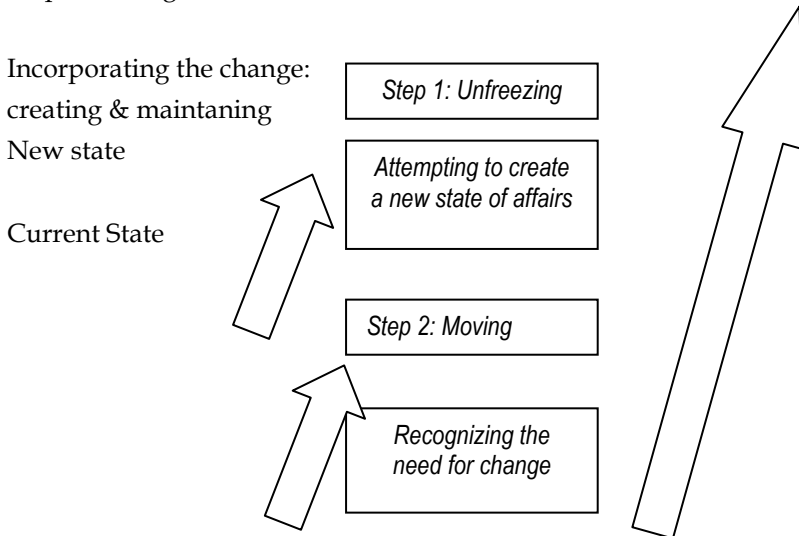 Incorporating the change:
creating & maintaning
New state
Current State
Step 1: Unfreezing
Attempting to create
a new state of affairs
Step 2: Moving
Recognizing the
need for change